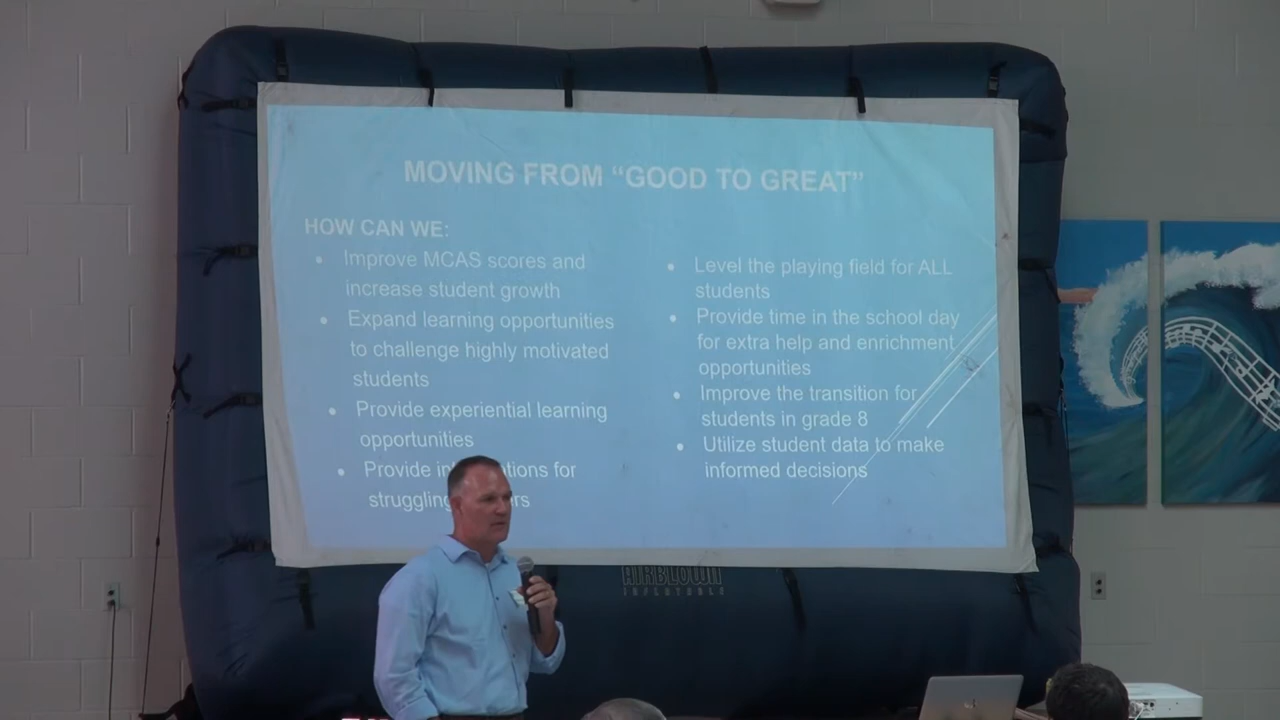 MOVING FROM “GOOD TO GREAT”
HOW CAN WE:
• Improve MCAS scores and
increase student growth
• Expand learning opportunities
to challenge highly motivated
students
• Provide experiential learning
opportunities
• Provide for
struggling
• Level the playing field for ALL
students
• Provide time in the school day
for extra help and enrichment
opportunities
• Improve the transition for
students in grade 8
• Utilize student data to make
informed decisions
AIRBLOWN
INFLATABLE